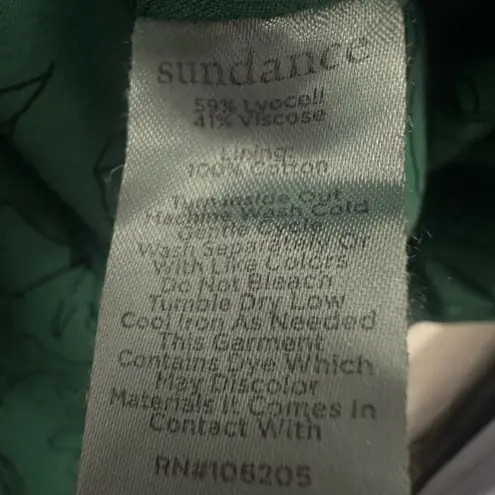 sundance
59% Lyocell
41% Viscose
Lining:
100% Cotton
Turn Inside Out
Machine Wash Cold
Gentle Cycle
Wash Separately Or
With Like Colors
Do Not Bleach
Tumble Dry Low
Cool Iron As Needed
This Garment
Contains Dye Which
May Discolor
Materials It Comes In
Contact With
RN#106205